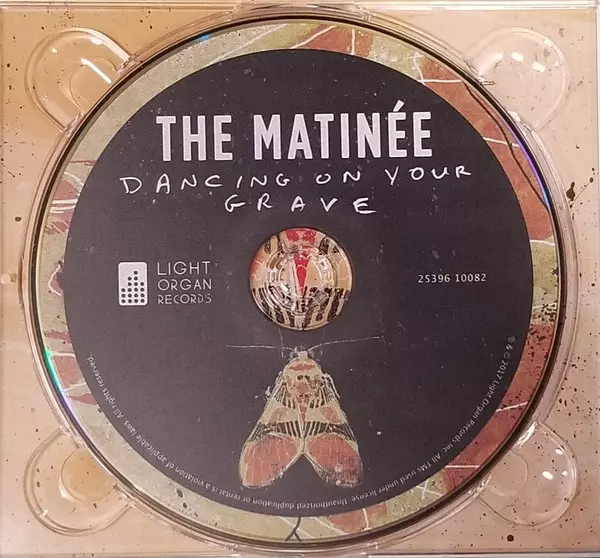 THE MATINÉE
DANCING ON YOUR
GRAVE
LIGHT
ORGAN
RECORDS
25396 10082
℗ & © 2017 Light Organ Records Inc. All TMs used under license. Unauthorized duplication or rental is a violation of applicable laws. All rights reserved.